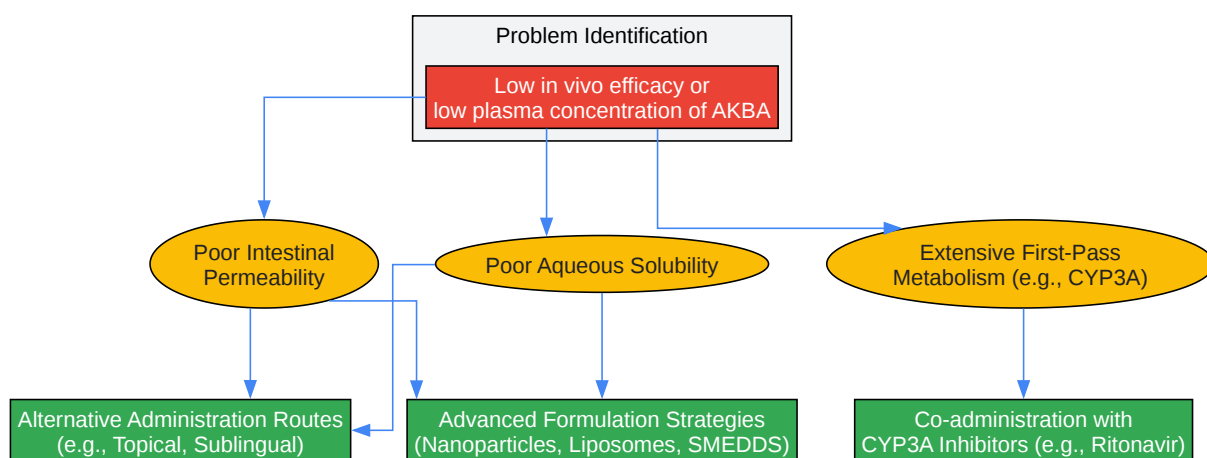 Problem Identification
Low in vivo efficacy or
low plasma concentration of AKBA
Poor Intestinal
Permeability
Poor Aqueous Solubility
Extensive First-Pass
Metabolism (e.g., CYP3A)
Alternative Administration Routes
(e.g., Topical, Sublingual)
Advanced Formulation Strategies
(Nanoparticles, Liposomes, SMEDDS)
Co-administration with
CYP3A Inhibitors (e.g., Ritonavir)